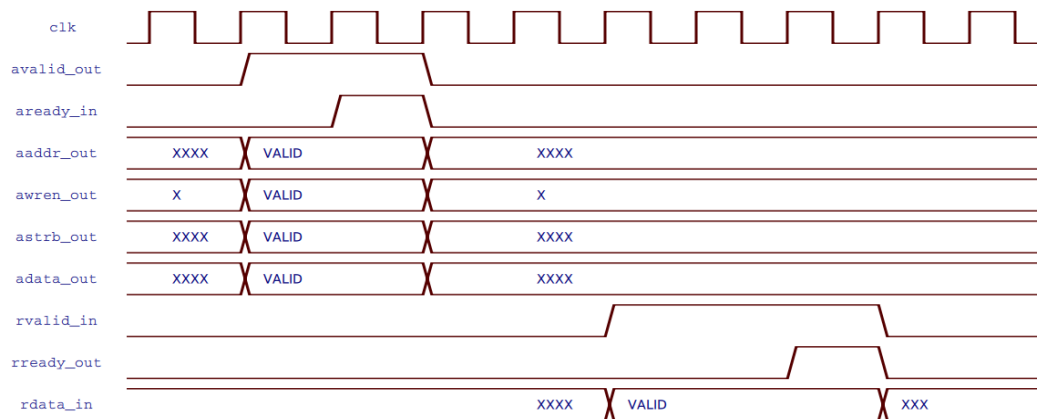 clk
avalid_out
aready_in
aaddr_out XXXX VALID XXXX
awren_out X VALID X
astrb_out XXXX VALID XXXX
adata_out XXXX VALID XXXX
rvalid_in
rready_out
rdata_in XXXX VALID XXX